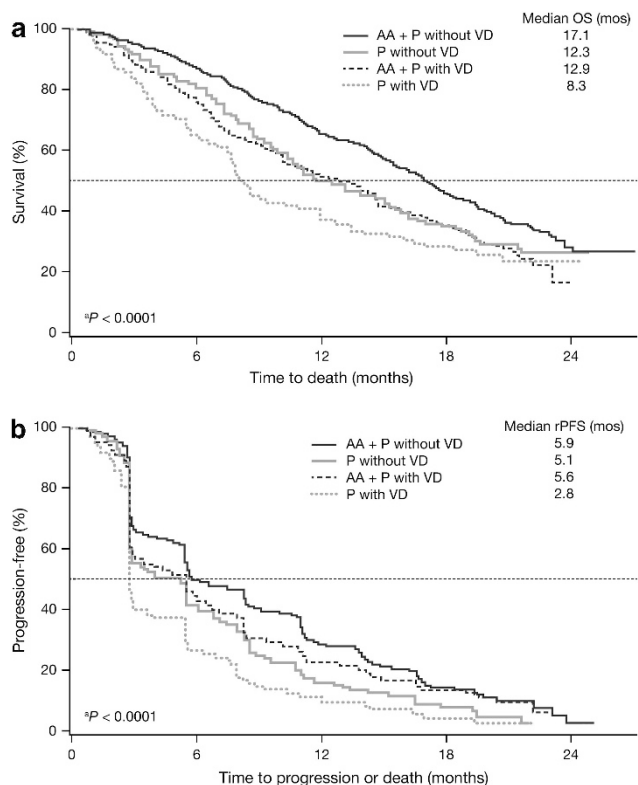 a
Median OS (mos)
AA + P without VD 17.1
P without VD 12.3
AA + P with VD 12.9
P with VD 8.3
Survival (%)
100
80
60
40
20
0
ᵃP < 0.0001
0 6 12 18 24
Time to death (months)
b
Median rPFS (mos)
AA + P without VD 5.9
P without VD 5.1
AA + P with VD 5.6
P with VD 2.8
Progression-free (%)
100
80
60
40
20
0
ᵃP < 0.0001
0 6 12 18 24
Time to progression or death (months)